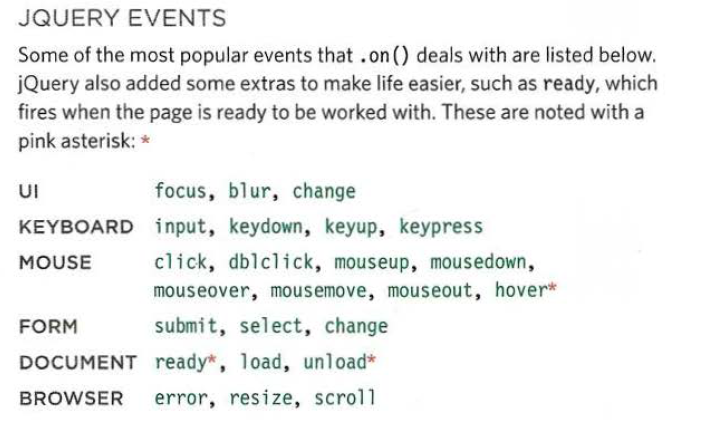 JQUERY EVENTS
Some of the most popular events that .on() deals with are listed below.
jQuery also added some extras to make life easier, such as ready, which
fires when the page is ready to be worked with. These are noted with a
pink asterisk: *
UI focus, blur, change
KEYBOARD input, keydown, keyup, keypress
MOUSE click, dblclick, mouseup, mousedown,
mouseover, mousemove, mouseout, hover*
FORM submit, select, change
DOCUMENT ready*, load, unload*
BROWSER error, resize, scroll